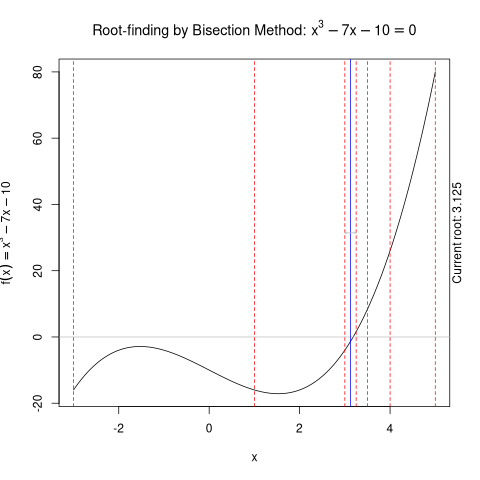 Root-finding by Bisection Method: x³ − 7x − 10 = 0
80
60
40
20
0
-20
f(x) = x³ − 7x − 10
Current root: 3.125
-2
0
2
4
x